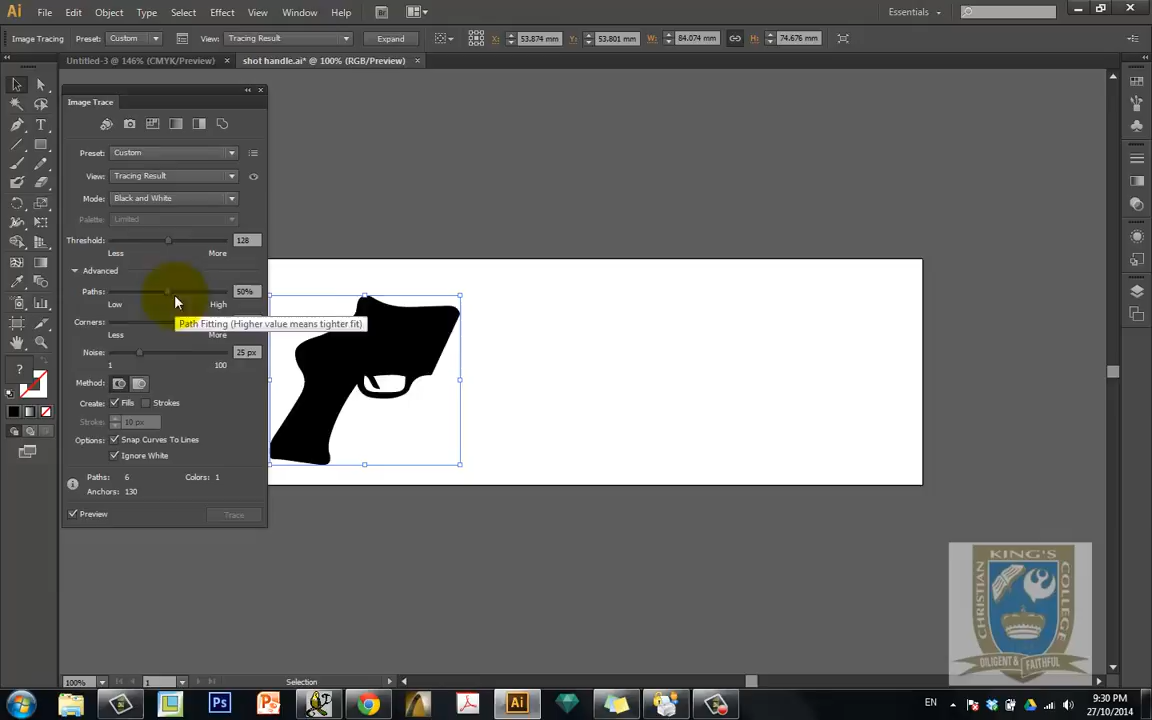 Ai File Edit Object Type Select Effect View Window Help Br Essentials
Image Tracing Preset: Custom View: Tracing Result Expand X: 53.874 mm Y: 53.801 mm W: 84.074 mm H: 74.676 mm
Untitled-3 @ 146% (CMYK/Preview) × shot handle.ai* @ 100% (RGB/Preview) ×
Image Trace
Preset: Custom
View: Tracing Result
Mode: Black and White
Palette: Limited
Threshold: 128
Less More
Advanced
Paths: 50%
Low High
Corners:
Path Fitting (Higher value means tighter fit)
Less More
Noise: 25 px
1 100
Method:
Create: Fills Strokes
Stroke: 10 px
Options: Snap Curves To Lines
Ignore White
Paths: 6 Colors: 1
Anchors: 130
Preview Trace
KING'S
CHRISTIAN COLLEGE
DILIGENT & FAITHFUL
100% 1 Selection
Ps Ai EN 9:30 PM
27/10/2014